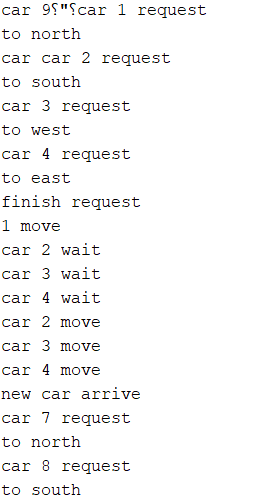 car 9⸮"⸮car 1 request
to north
car car 2 request
to south
car 3 request
to west
car 4 request
to east
finish request
1 move
car 2 wait
car 3 wait
car 4 wait
car 2 move
car 3 move
car 4 move
new car arrive
car 7 request
to north
car 8 request
to south